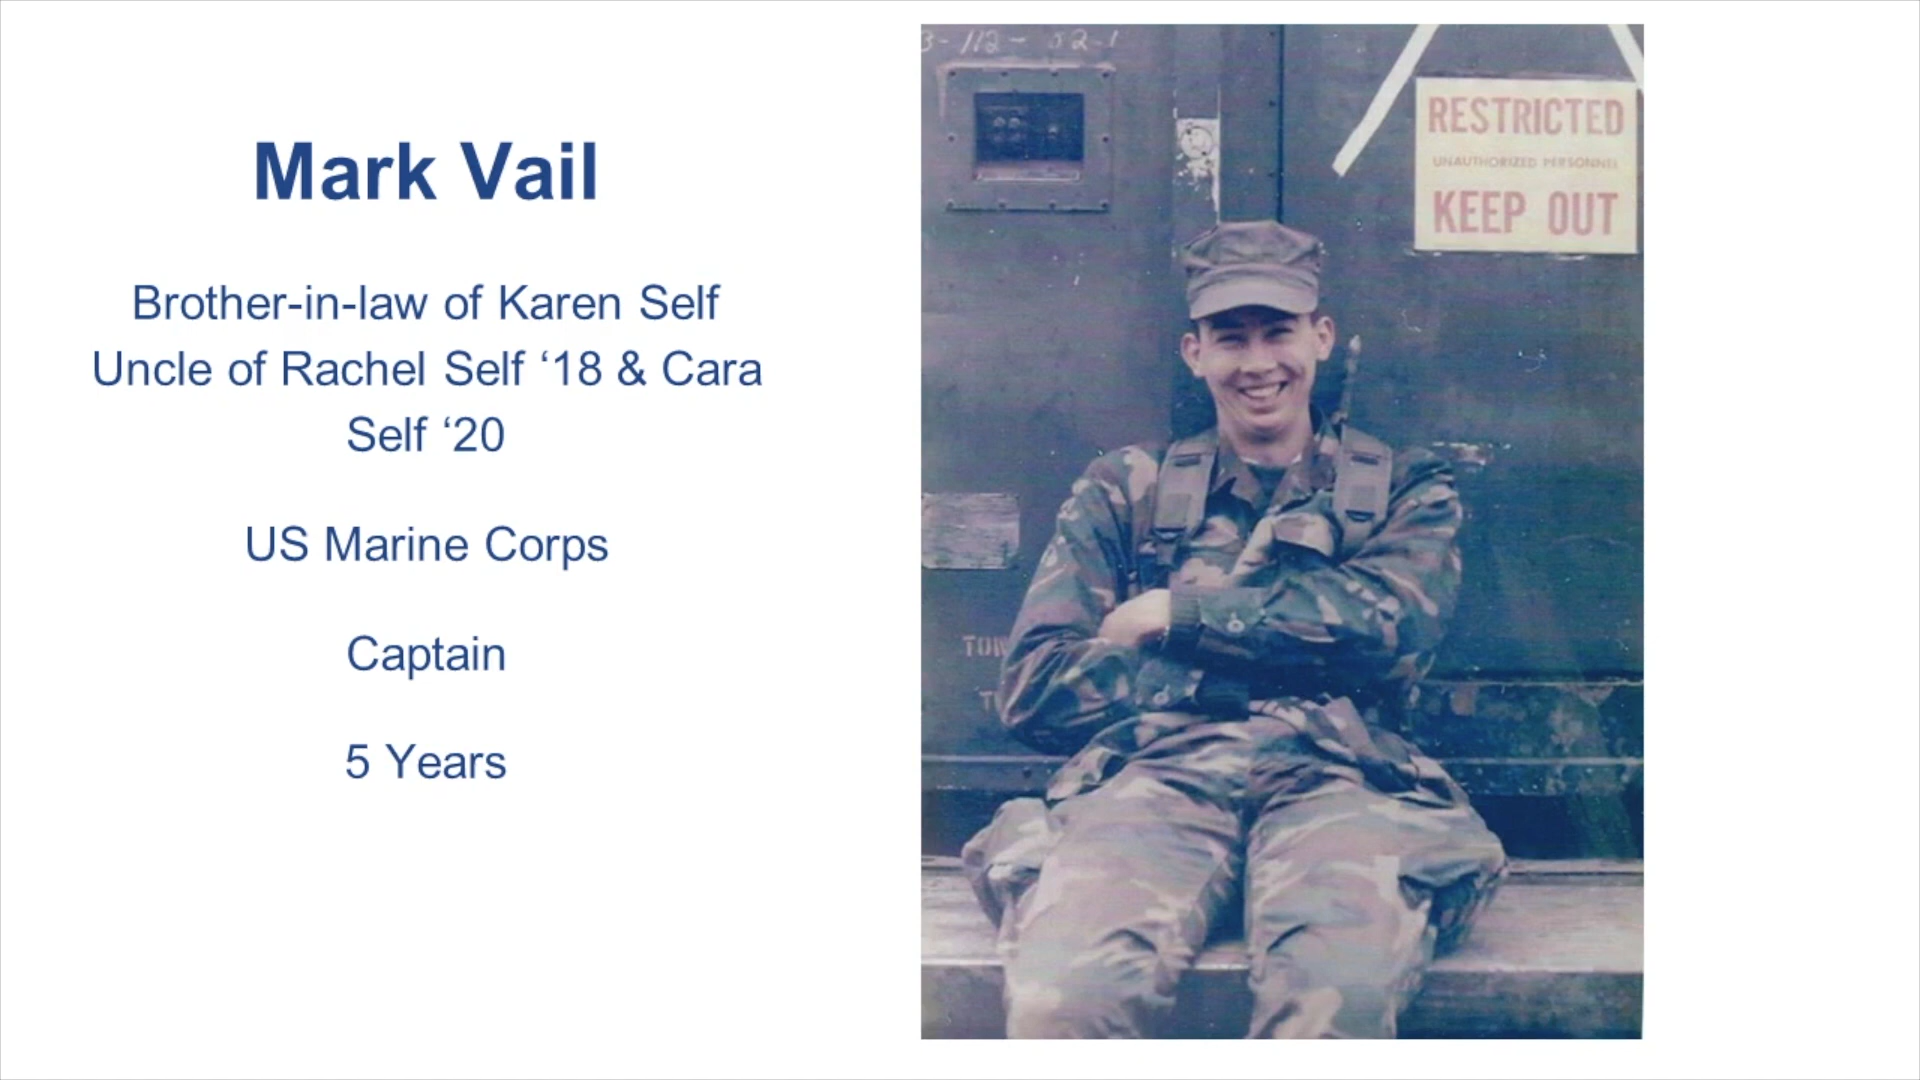 Mark Vail
Brother-in-law of Karen Self
Uncle of Rachel Self ‘18 & Cara
Self ‘20
US Marine Corps
Captain
5 Years
RESTRICTED
UNAUTHORIZED PERSONNEL
KEEP OUT